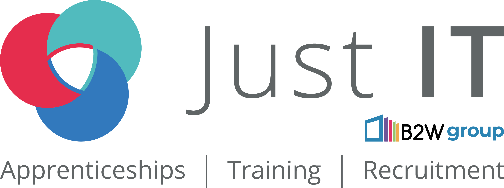 Just IT
B2W group
Apprenticeships | Training | Recruitment